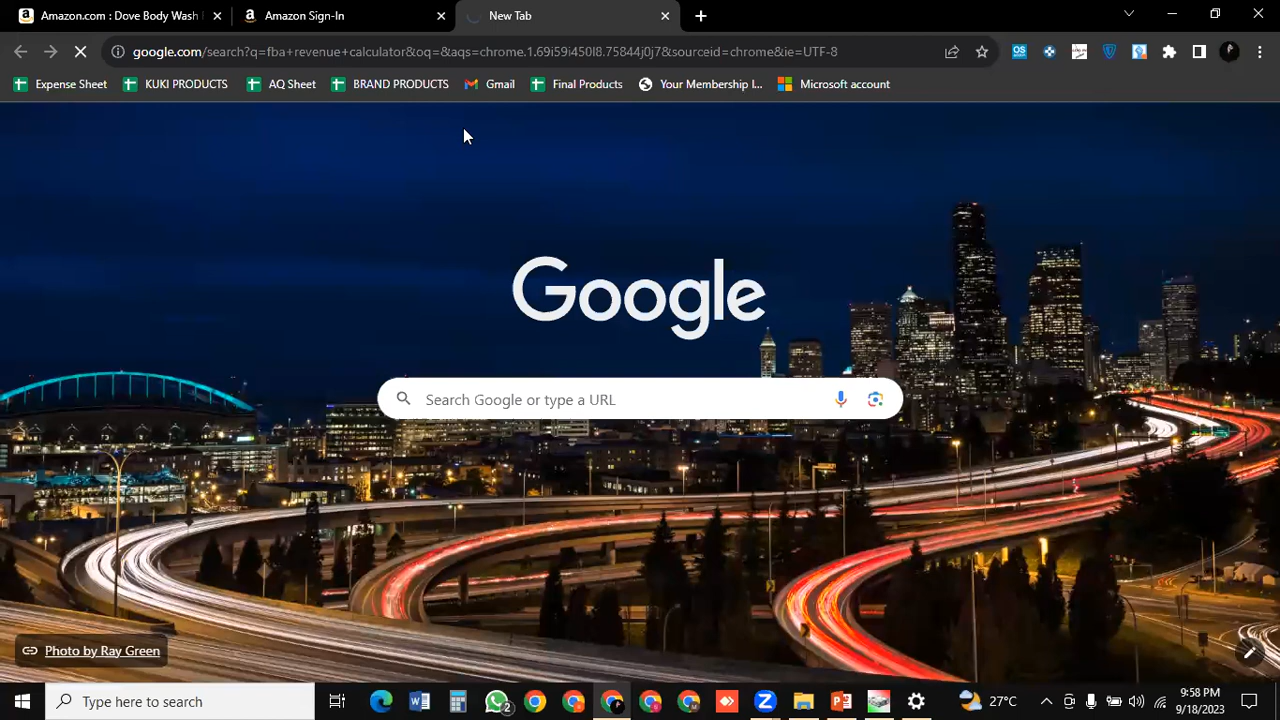 Amazon.com : Dove Body Wash
Amazon Sign-In
New Tab
google.com/search?q=fba+revenue+calculator&oq=&aqs=chrome.1.69i59i450l8.75844j0j7&sourceid=chrome&ie=UTF-8
Expense Sheet
KUKI PRODUCTS
AQ Sheet
BRAND PRODUCTS
Gmail
Final Products
Your Membership I...
Microsoft account
Google
Search Google or type a URL
Photo by Ray Green
Type here to search
2
27°C
9:58 PM
9/18/2023